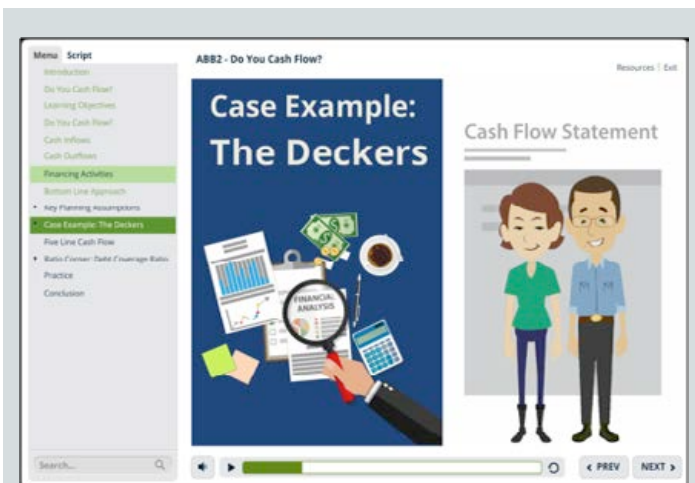 Menu Script
ABB2 - Do You Cash Flow?
Resources | Exit
Introduction
Do You Cash Flow?
Learning Objectives
Do You Cash Flow?
Cash Inflows
Cash Outflows
Financing Activities
Bottom Line Approach
Key Planning Assumptions
Case Example: The Deckers
Five Line Cash Flow
Ratio Corner: Debt Coverage Ratio
Practice
Conclusion
Search...
Case Example:
The Deckers
FINANCIAL
ANALYSIS
Cash Flow Statement
< PREV
NEXT >